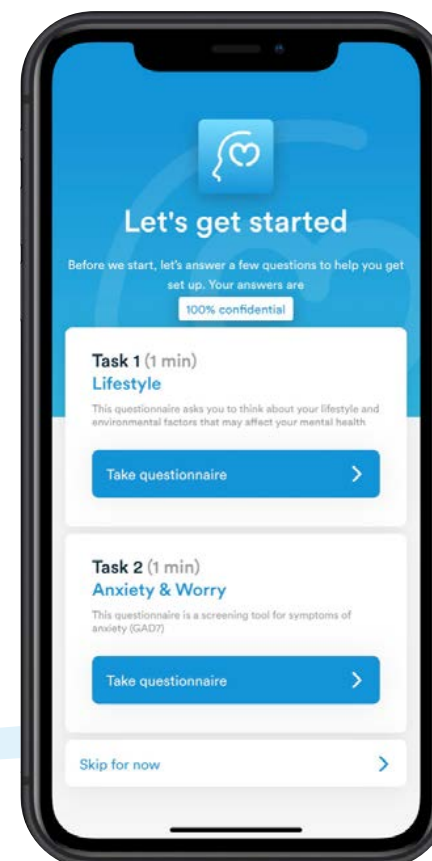 Let's get started
Before we start, let's answer a few questions to help you get
set up. Your answers are
100% confidential
Task 1 (1 min)
Lifestyle
This questionnaire asks you to think about your lifestyle and
environmental factors that may affect your mental health
Take questionnaire
Task 2 (1 min)
Anxiety & Worry
This questionnaire is a screening tool for symptoms of
anxiety (GAD7)
Take questionnaire
Skip for now